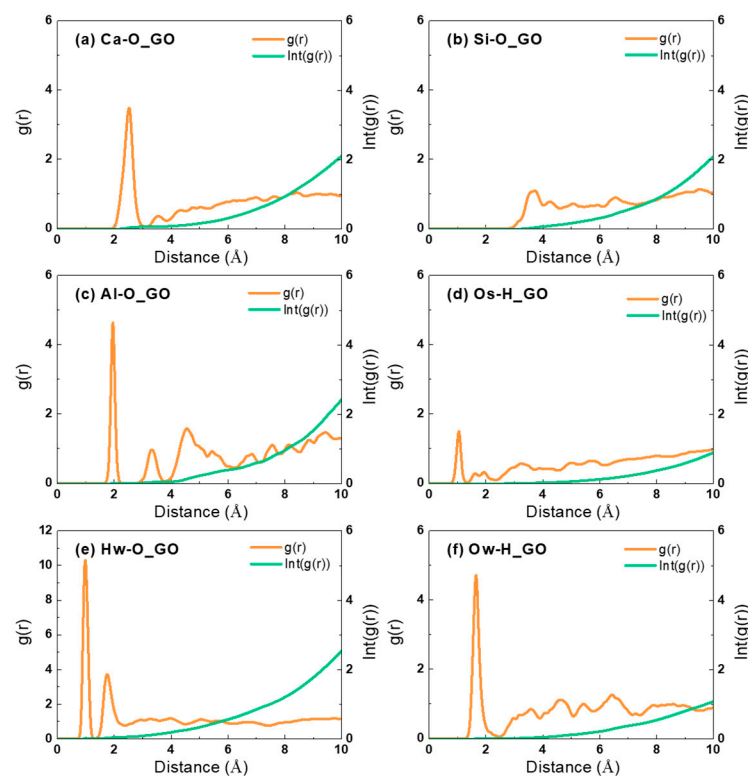 (a) Ca-O_GO
g(r)
Int(g(r))
6
4
2
0
g(r)
6
4
2
0
Int(g(r))
0 2 4 6 8 10
Distance (Å)
(b) Si-O_GO
g(r)
Int(g(r))
6
4
2
0
g(r)
6
4
2
0
Int(g(r))
0 2 4 6 8 10
Distance (Å)
(c) Al-O_GO
g(r)
Int(g(r))
6
4
2
0
g(r)
6
4
2
0
Int(g(r))
0 2 4 6 8 10
Distance (Å)
(d) Os-H_GO
g(r)
Int(g(r))
6
4
2
0
g(r)
6
4
2
0
Int(g(r))
0 2 4 6 8 10
Distance (Å)
(e) Hw-O_GO
g(r)
Int(g(r))
12
10
8
6
4
2
0
g(r)
6
4
2
0
Int(g(r))
0 2 4 6 8 10
Distance (Å)
(f) Ow-H_GO
g(r)
Int(g(r))
6
4
2
0
g(r)
6
4
2
0
Int(g(r))
0 2 4 6 8 10
Distance (Å)